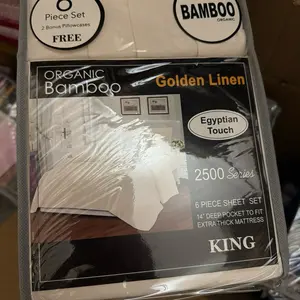 Piece Set
2 Bonus Pillowcases
FREE
BAMBOO
ORGANIC
ORGANIC
Bamboo
Golden Linen
Egyptian
Touch
2500 Series
6 PIECE SHEET SET
14" DEEP POCKET TO FIT
EXTRA THICK MATTRESS
KING